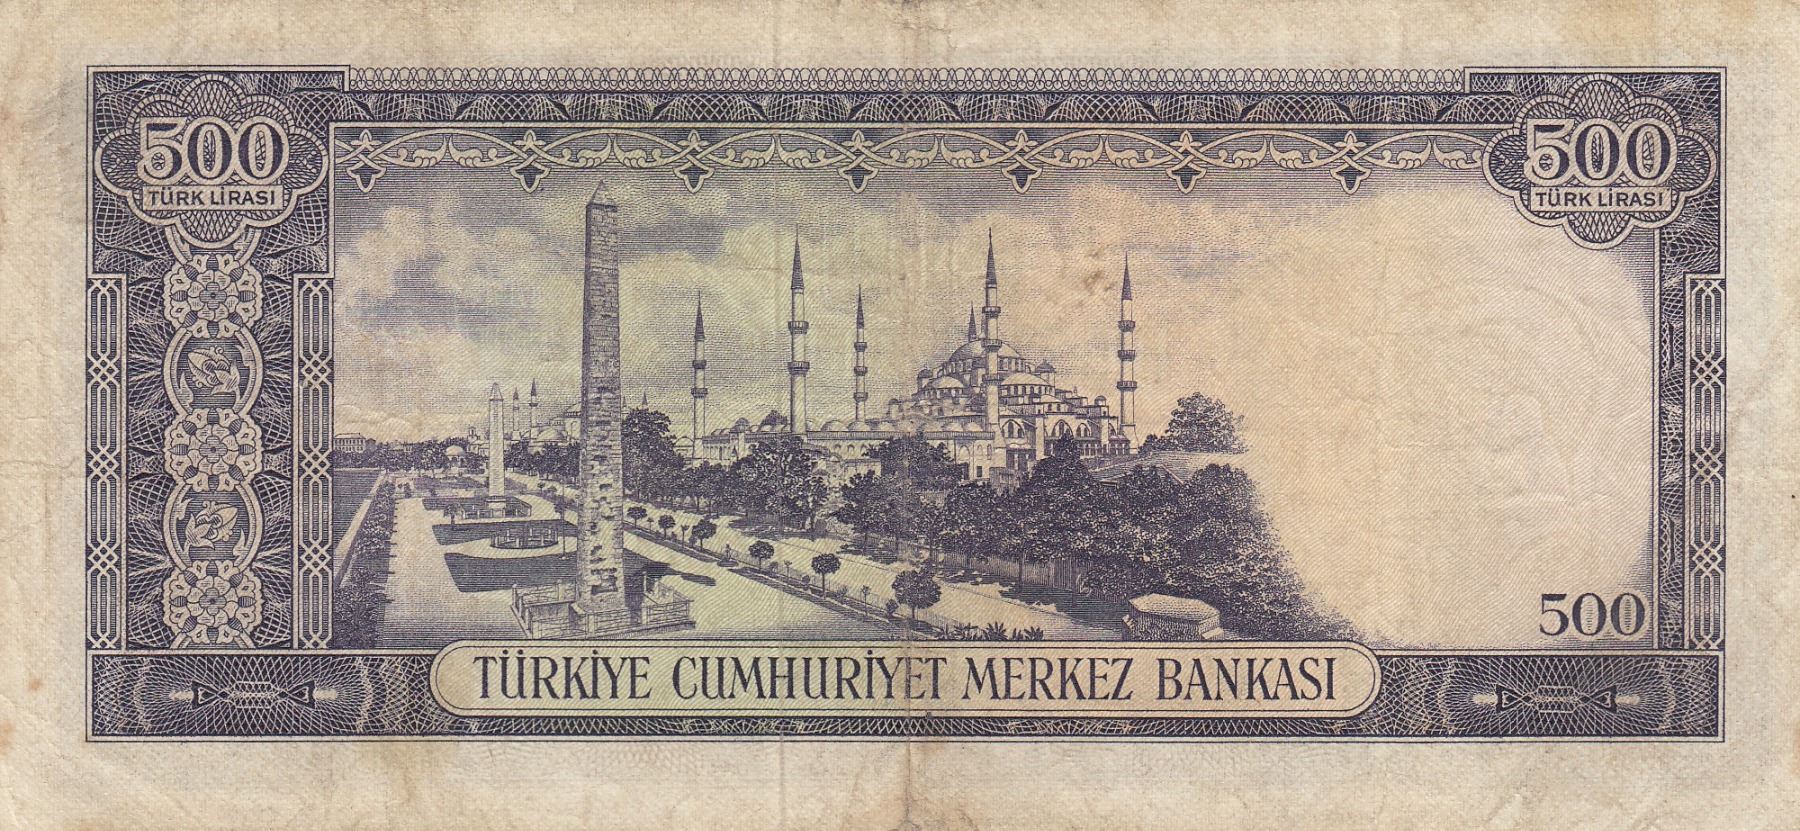 500
TÜRK LİRASI
500
TÜRK LİRASI
500
TÜRKİYE CUMHURİYET MERKEZ BANKASI